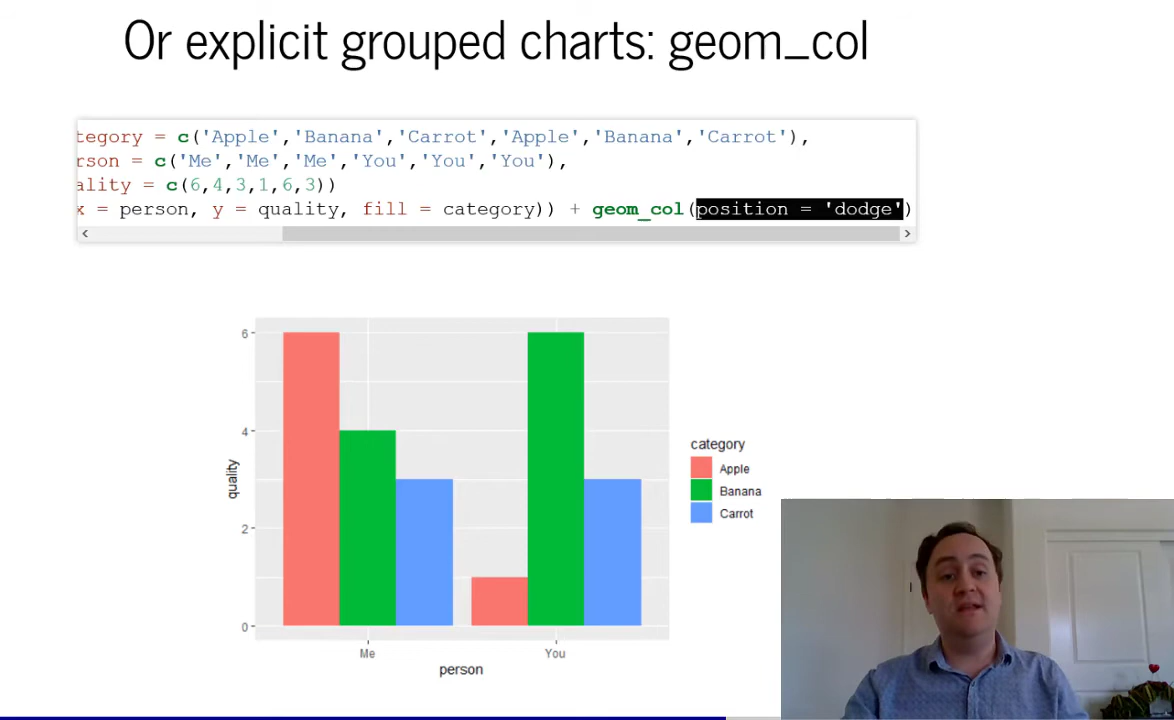 Or explicit grouped charts: geom_col
tegory = c('Apple','Banana','Carrot','Apple','Banana','Carrot'),
rson = c('Me','Me','Me','You','You','You'),
ality = c(6,4,3,1,6,3))
x = person, y = quality, fill = category)) + geom_col(position = 'dodge')
6
4
2
0
quality
Me You
person
category
Apple
Banana
Carrot